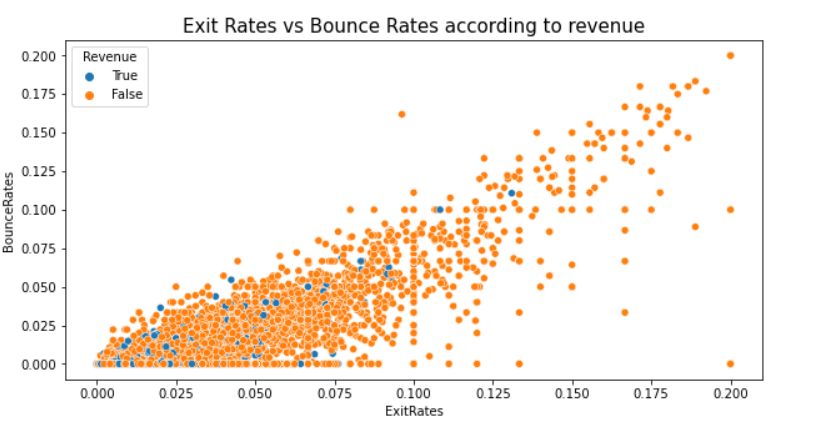 Exit Rates vs Bounce Rates according to revenue
Revenue
True
False
0.200
0.175
0.150
0.125
0.100
0.075
0.050
0.025
0.000
BounceRates
0.000 0.025 0.050 0.075 0.100 0.125 0.150 0.175 0.200
ExitRates